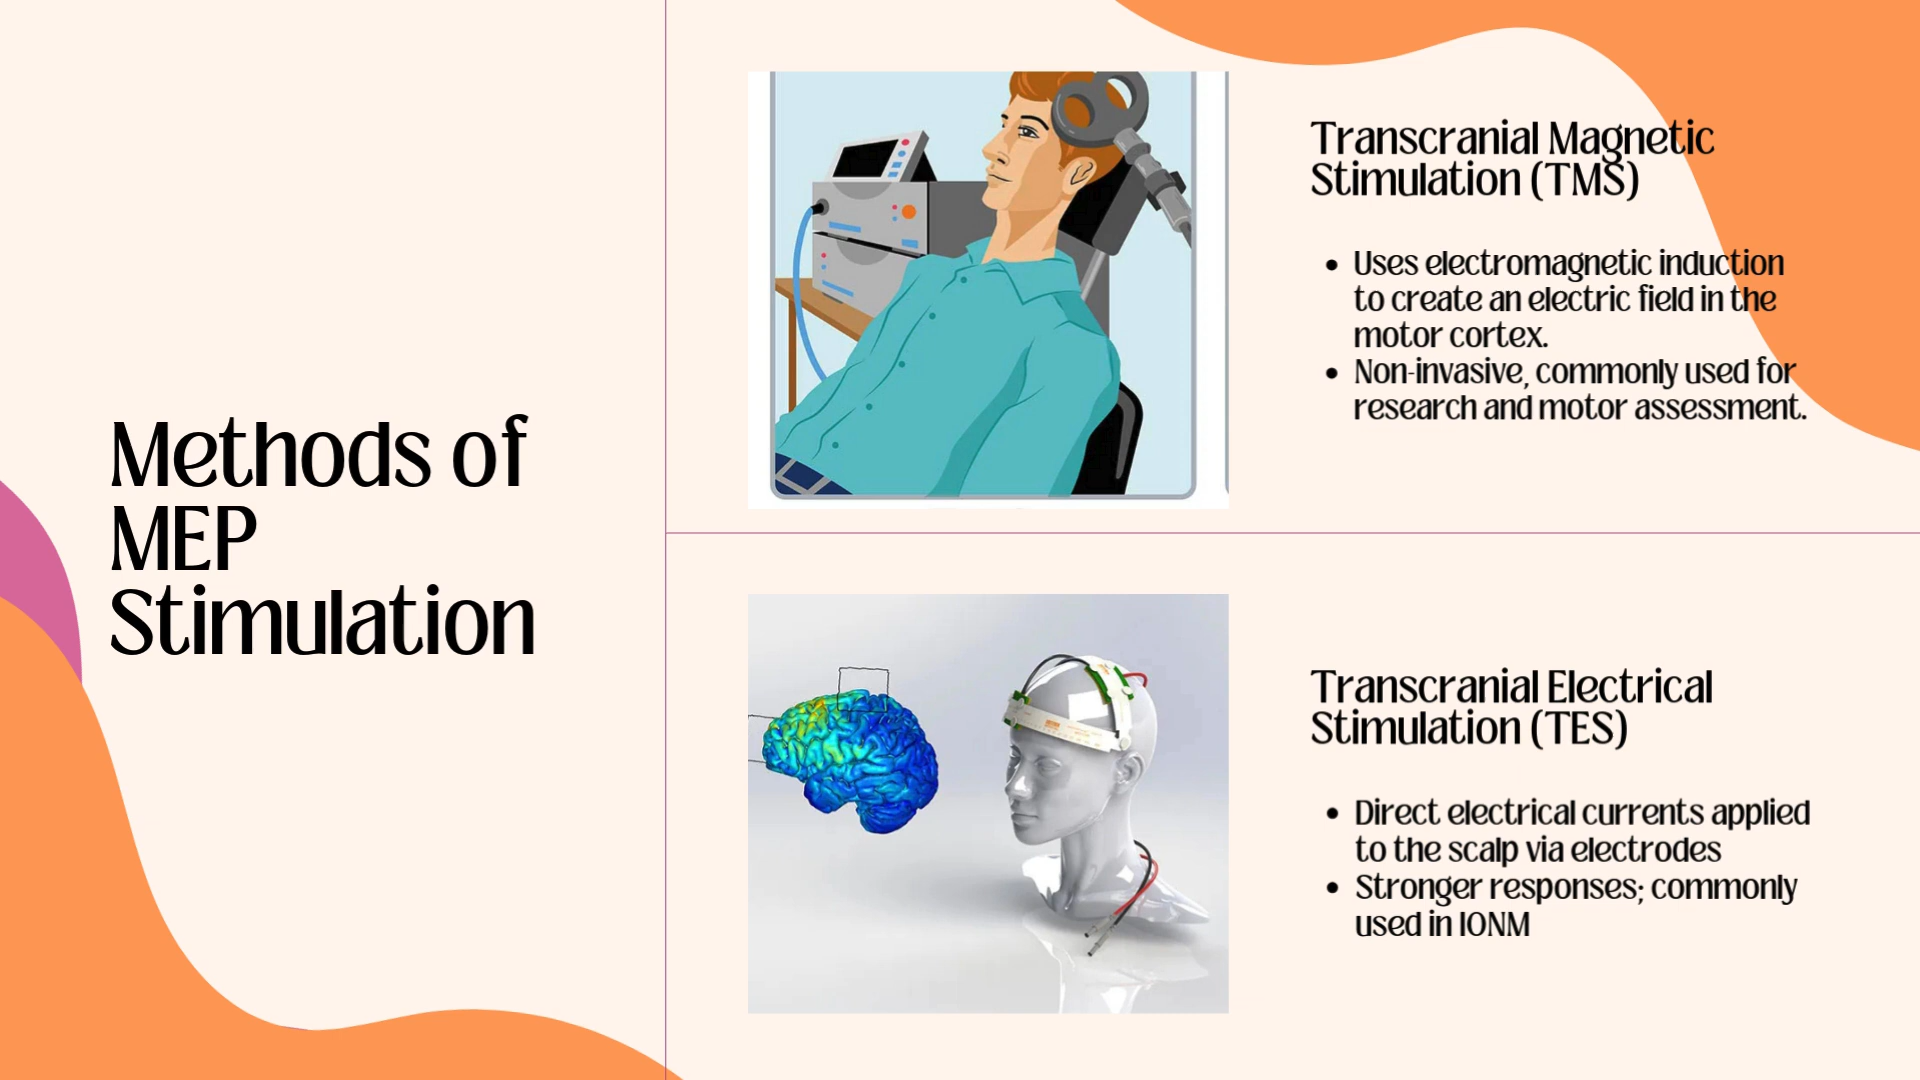 Methods of
MEP
Stimulation
Transcranial Magnetic
Stimulation (TMS)
• Uses electromagnetic induction
to create an electric field in the
motor cortex.
• Non-invasive, commonly used for
research and motor assessment.
Transcranial Electrical
Stimulation (TES)
• Direct electrical currents applied
to the scalp via electrodes
• Stronger responses; commonly
used in IONM